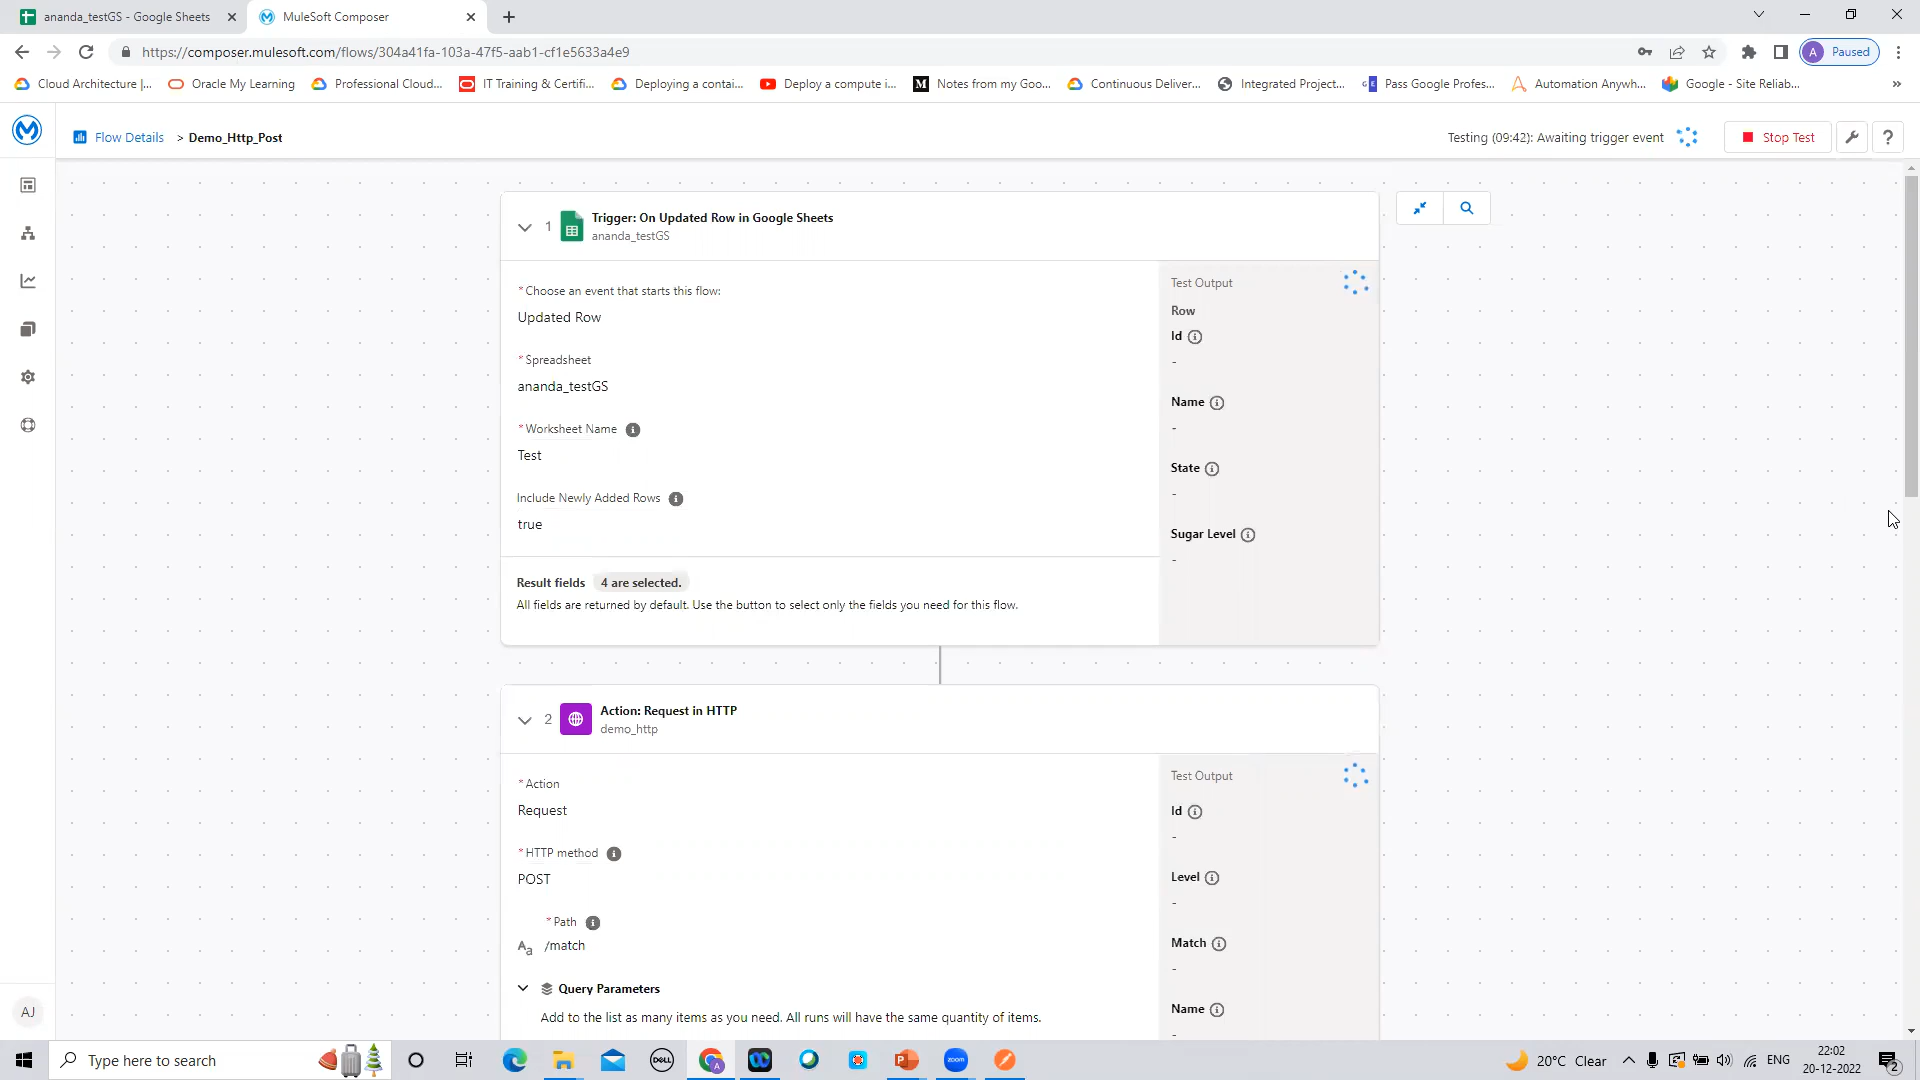 ananda_testGS - Google Sheets
MuleSoft Composer
https://composer.mulesoft.com/flows/304a41fa-103a-47f5-aab1-cf1e5633a4e9
A Paused
Cloud Architecture |...
Oracle My Learning
Professional Cloud...
IT Training & Certifi...
Deploying a contai...
Deploy a compute i...
Notes from my Goo...
Continuous Deliver...
Integrated Project...
Pass Google Profes...
Automation Anywh...
Google - Site Reliab...
»
Flow Details > Demo_Http_Post
Testing (09:42): Awaiting trigger event
Stop Test
?
1
Trigger: On Updated Row in Google Sheets
ananda_testGS
* Choose an event that starts this flow:
Updated Row
* Spreadsheet
ananda_testGS
* Worksheet Name
Test
Include Newly Added Rows
true
Result fields 4 are selected.
All fields are returned by default. Use the button to select only the fields you need for this flow.
Test Output
Row
Id
-
Name
-
State
-
Sugar Level
-
2
Action: Request in HTTP
demo_http
* Action
Request
* HTTP method
POST
* Path
Aa /match
Query Parameters
Add to the list as many items as you need. All runs will have the same quantity of items.
Test Output
Id
-
Level
-
Match
-
Name
-
AJ
Type here to search
DELL
zoom
20°C Clear
ENG
22:02
20-12-2022
2